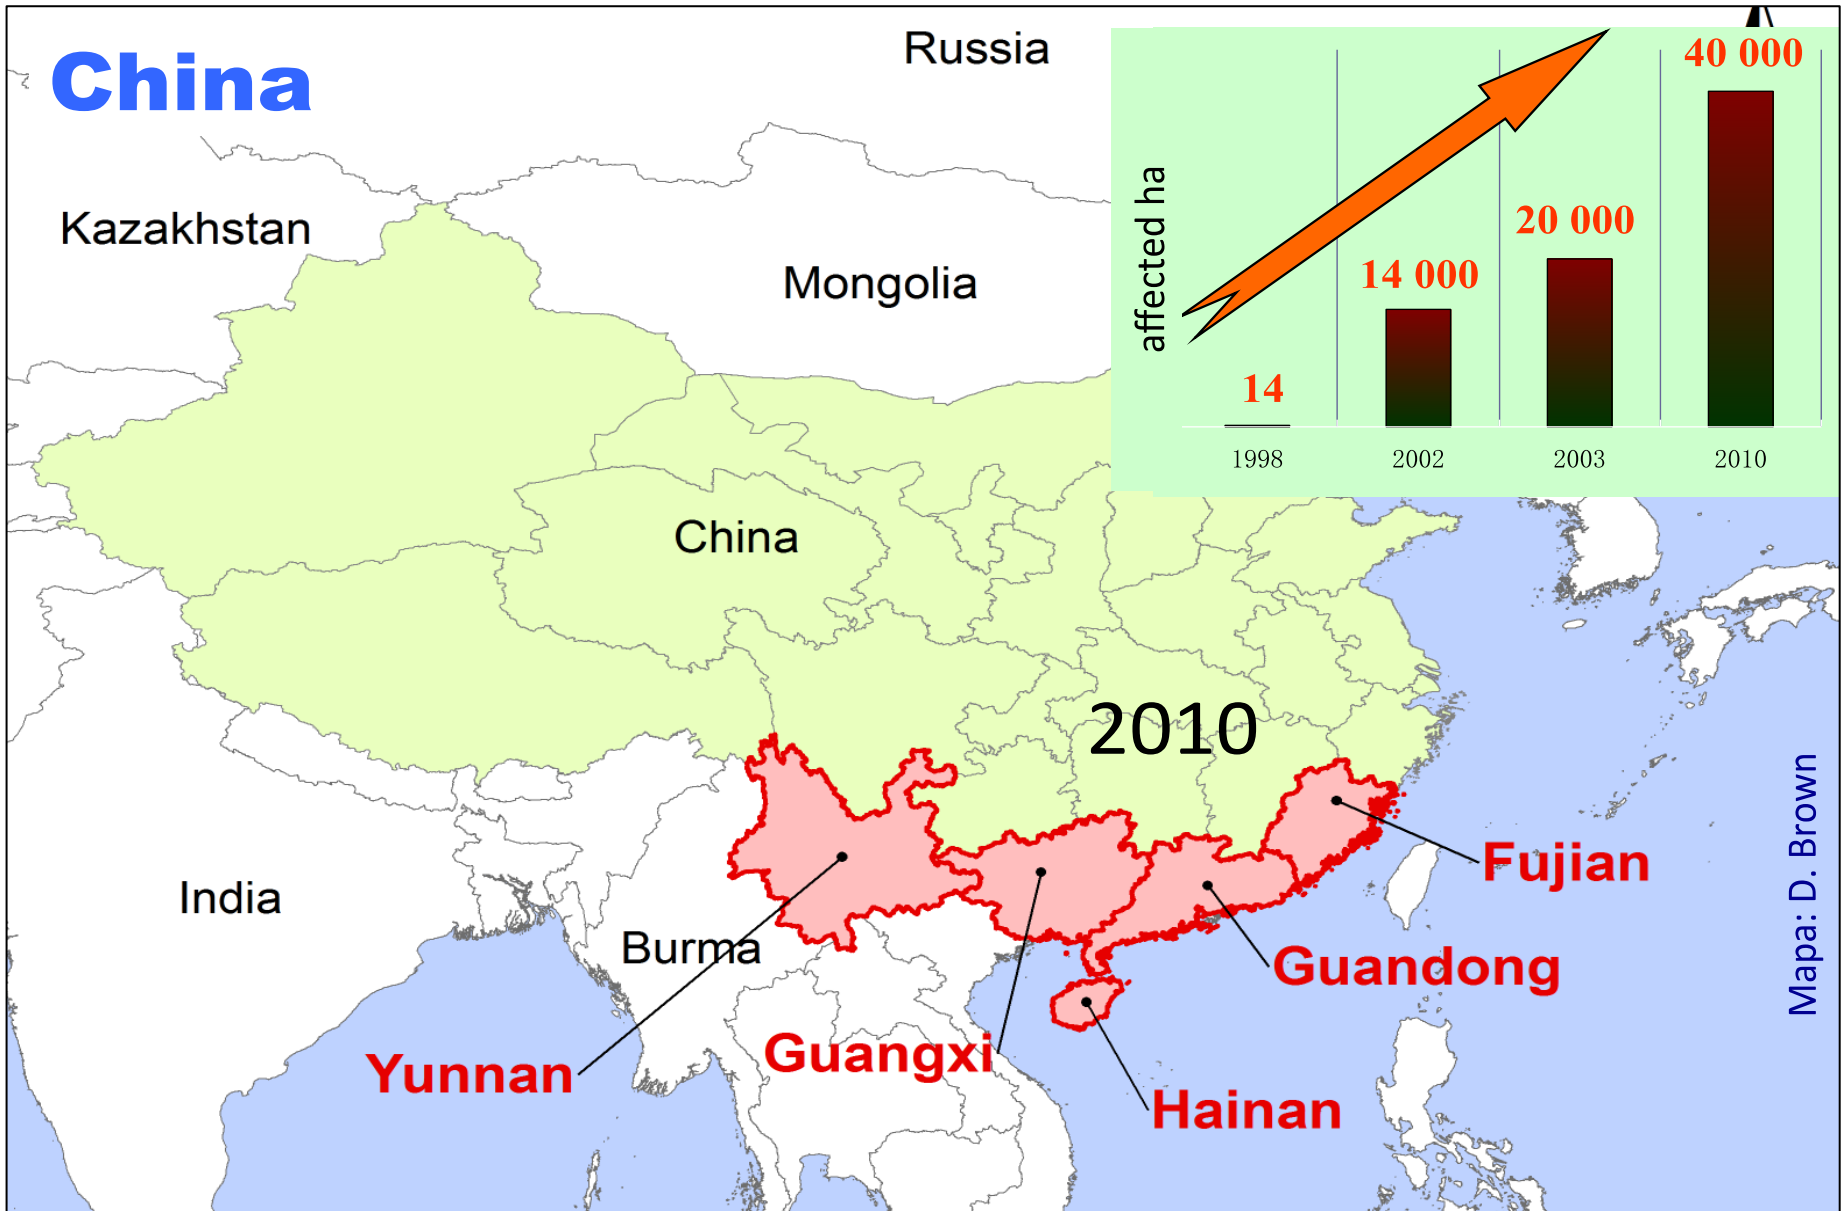 China
Russia
Kazakhstan
Mongolia
affected ha
14
14 000
20 000
40 000
1998
2002
2003
2010
China
2010
India
Burma
Yunnan
Guangxi
Hainan
Guandong
Fujian
Mapa: D. Brown